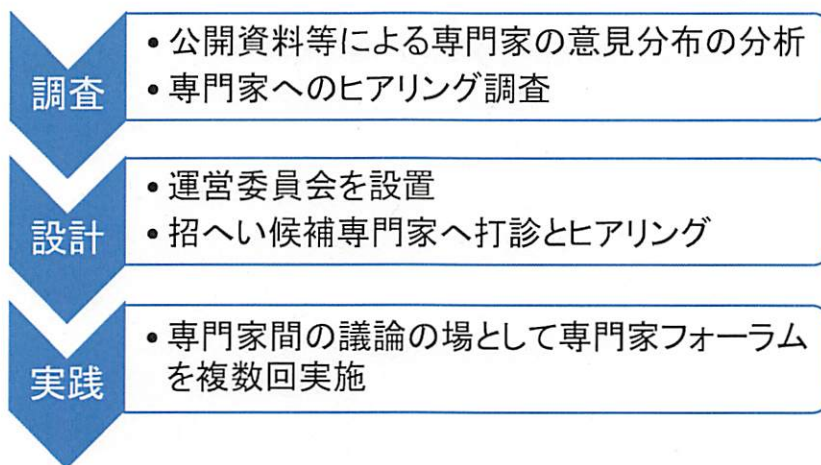 調査
• 公開資料等による専門家の意見分布の分析
• 専門家へのヒアリング調査
設計
• 運営委員会を設置
• 招へい候補専門家へ打診とヒアリング
実践
• 専門家間の議論の場として専門家フォーラム
を複数回実施